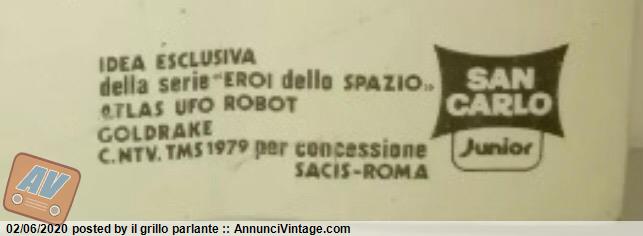 IDEA ESCLUSIVA
della serie "EROI dello SPAZIO"
ATLAS UFO ROBOT
GOLDRAKE
C.NTV.TMS 1979 per concessione
SACIS-ROMA
SAN
CARLO
Junior
AV
02/06/2020 posted by il grillo parlante :: AnnunciVintage.com